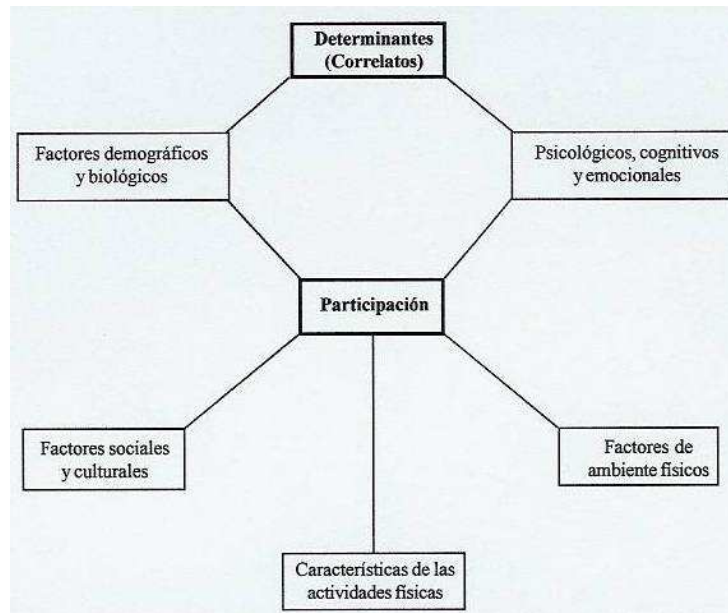 Determinantes
(Correlatos)
Factores demográficos
y biológicos
Psicológicos, cognitivos
y emocionales
Participación
Factores sociales
y culturales
Factores de
ambiente físicos
Características de las
actividades físicas